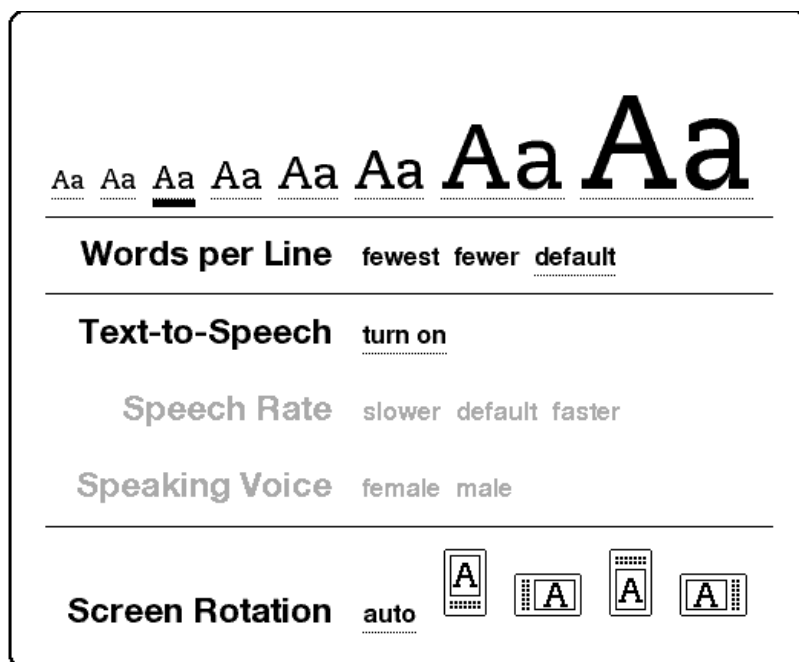 Aa Aa Aa Aa Aa Aa Aa Aa
Words per Line fewest fewer default
Text-to-Speech turn on
Speech Rate slower default faster
Speaking Voice female male
A A A A
Screen Rotation auto